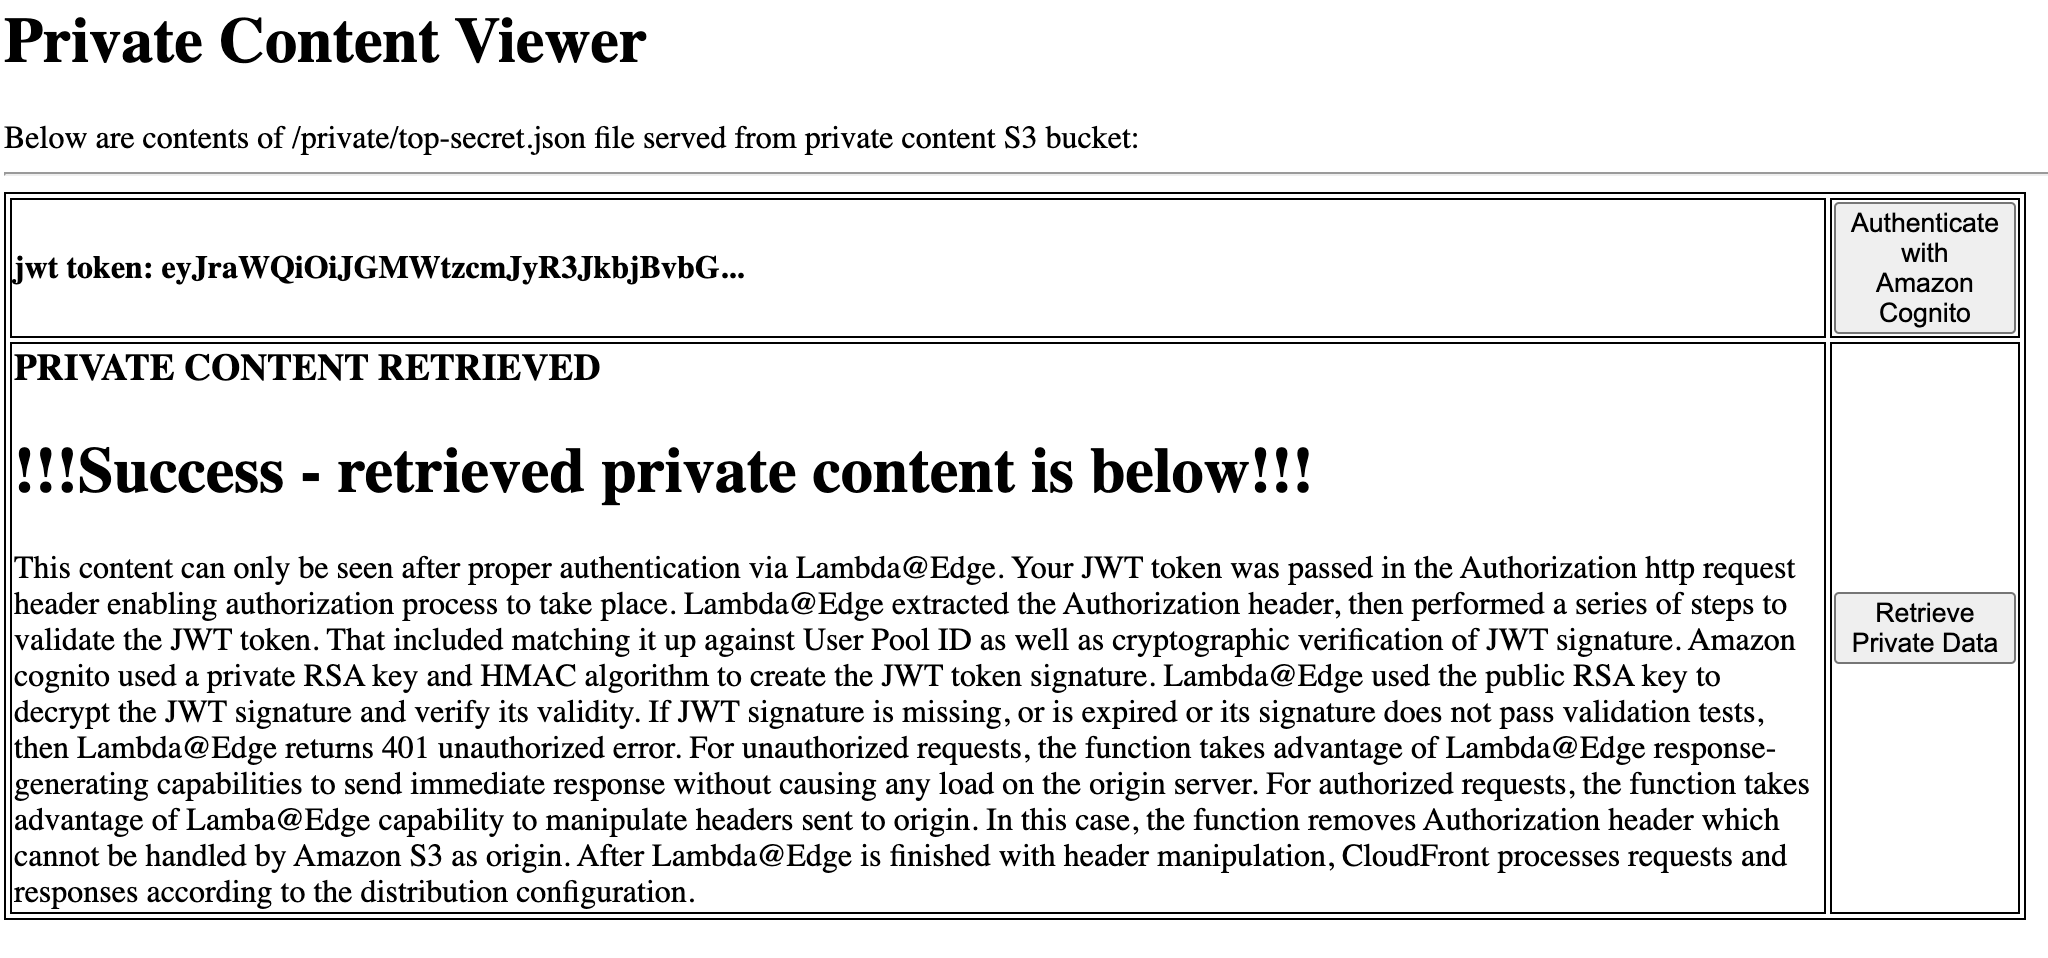 Private Content Viewer
Below are contents of /private/top-secret.json file served from private content S3 bucket:
jwt token: eyJraWQiOiJGMWtzcmJyR3JkbjBvbG...
Authenticate
with
Amazon
Cognito
PRIVATE CONTENT RETRIEVED
!!!Success - retrieved private content is below!!!
This content can only be seen after proper authentication via Lambda@Edge. Your JWT token was passed in the Authorization http request
header enabling authorization process to take place. Lambda@Edge extracted the Authorization header, then performed a series of steps to
validate the JWT token. That included matching it up against User Pool ID as well as cryptographic verification of JWT signature. Amazon
cognito used a private RSA key and HMAC algorithm to create the JWT token signature. Lambda@Edge used the public RSA key to
decrypt the JWT signature and verify its validity. If JWT signature is missing, or is expired or its signature does not pass validation tests,
then Lambda@Edge returns 401 unauthorized error. For unauthorized requests, the function takes advantage of Lambda@Edge response-
generating capabilities to send immediate response without causing any load on the origin server. For authorized requests, the function takes
advantage of Lamba@Edge capability to manipulate headers sent to origin. In this case, the function removes Authorization header which
cannot be handled by Amazon S3 as origin. After Lambda@Edge is finished with header manipulation, CloudFront processes requests and
responses according to the distribution configuration.
Retrieve
Private Data